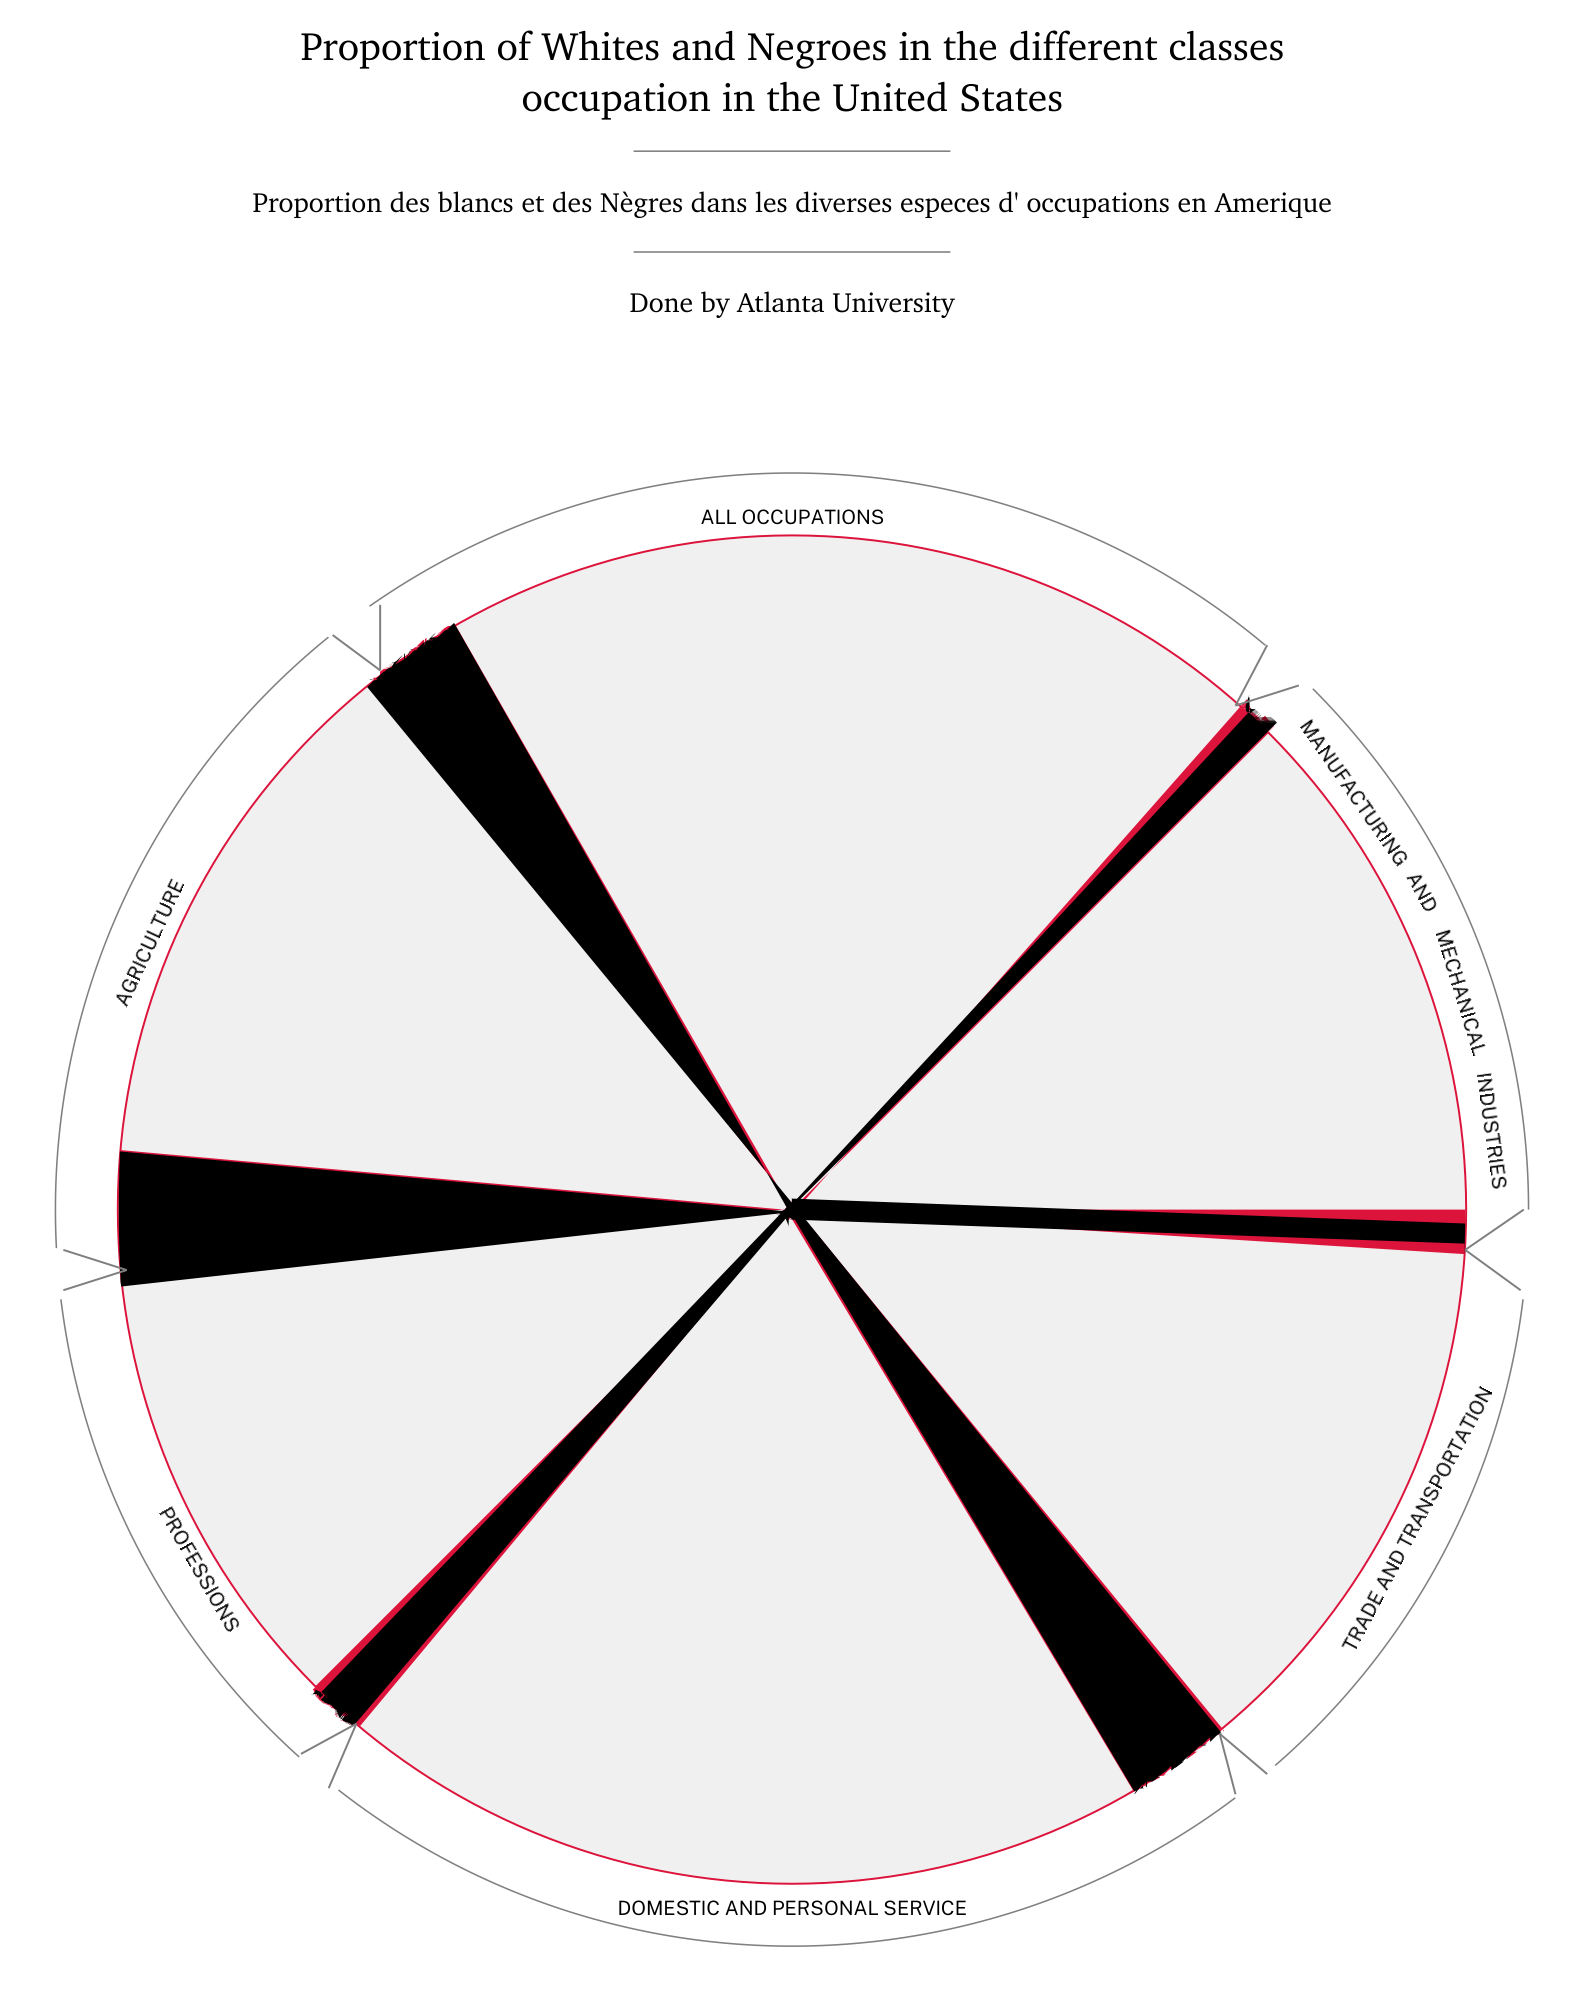 Proportion of Whites and Negroes in the different classes
occupation in the United States
Proportion des blancs et des Nègres dans les diverses especes d' occupations en Amerique
Done by Atlanta University
ALL OCCUPATIONS
MANUFACTURING AND MECHANICAL INDUSTRIES
AGRICULTURE
TRADE AND TRANSPORTATION
PROFESSIONS
DOMESTIC AND PERSONAL SERVICE